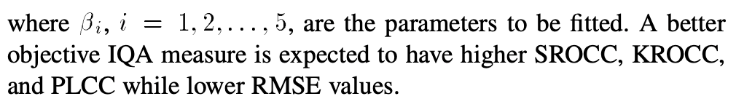 where βᵢ, i = 1, 2, . . . , 5, are the parameters to be fitted. A better
objective IQA measure is expected to have higher SROCC, KROCC,
and PLCC while lower RMSE values.